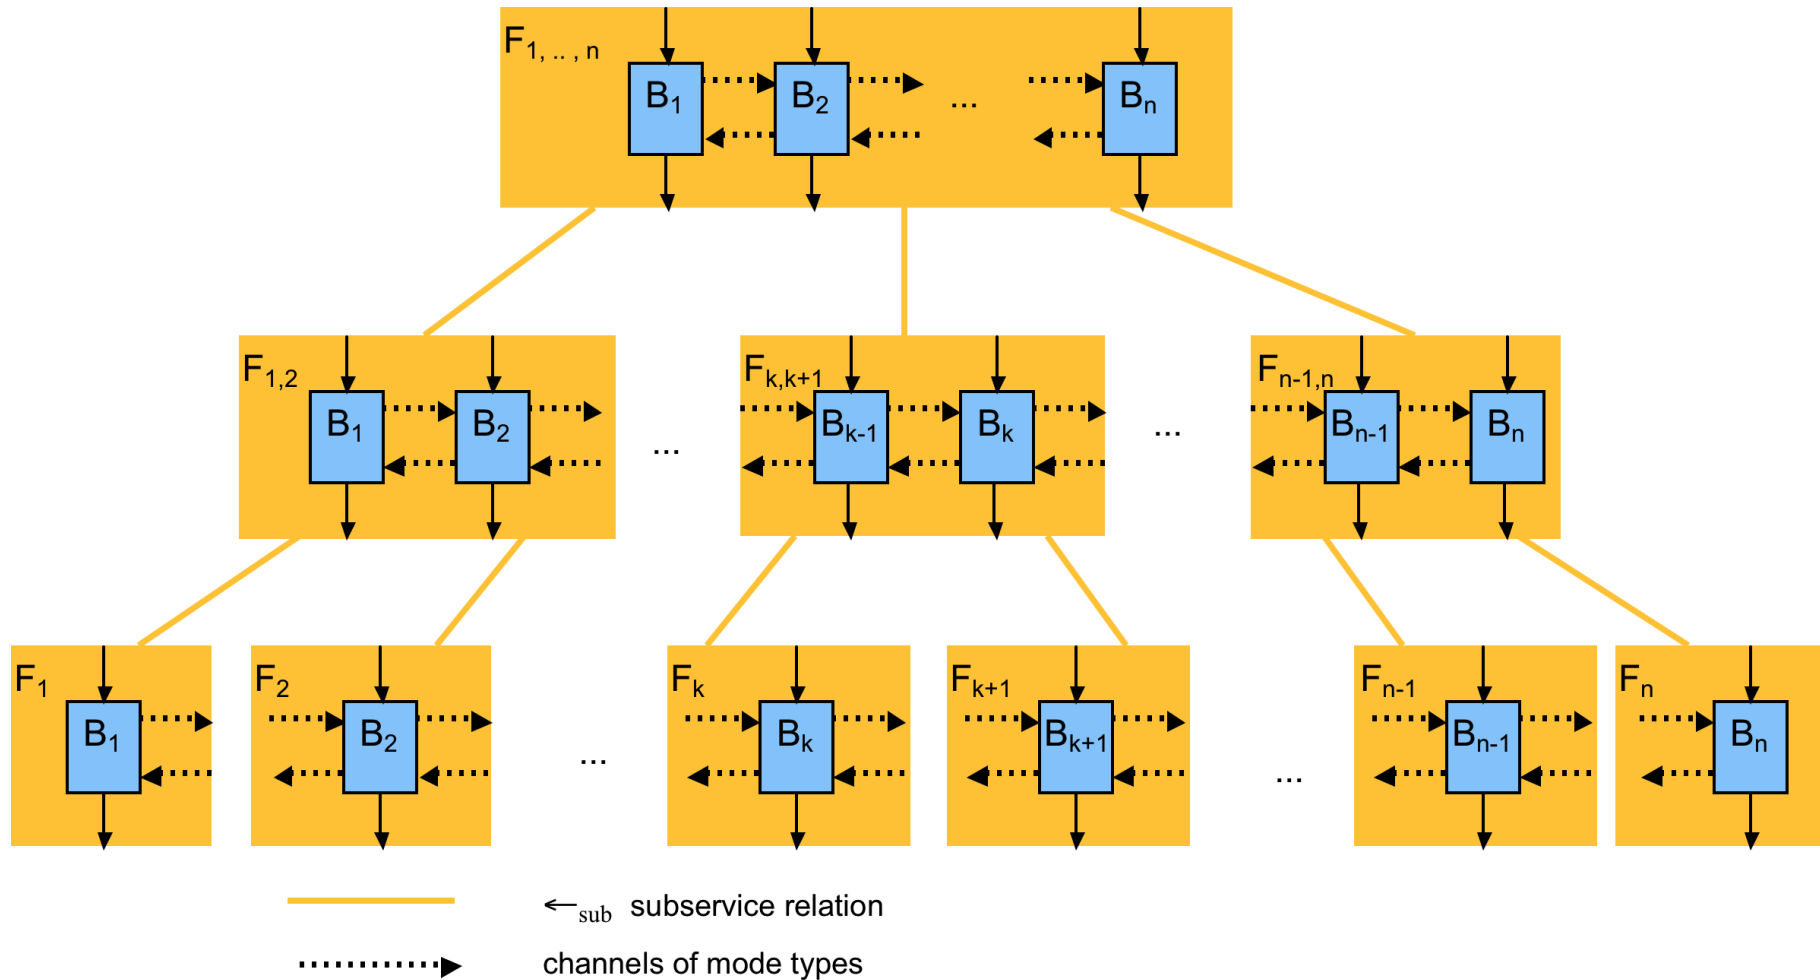 F1, .. , n
B1 B2 ... Bn
F1,2 Fk,k+1 Fn-1,n
B1 B2 ... Bk-1 Bk ... Bn-1 Bn
F1 F2 Fk Fk+1 Fn-1 Fn
B1 B2 ... Bk Bk+1 ... Bn-1 Bn
←sub subservice relation
channels of mode types